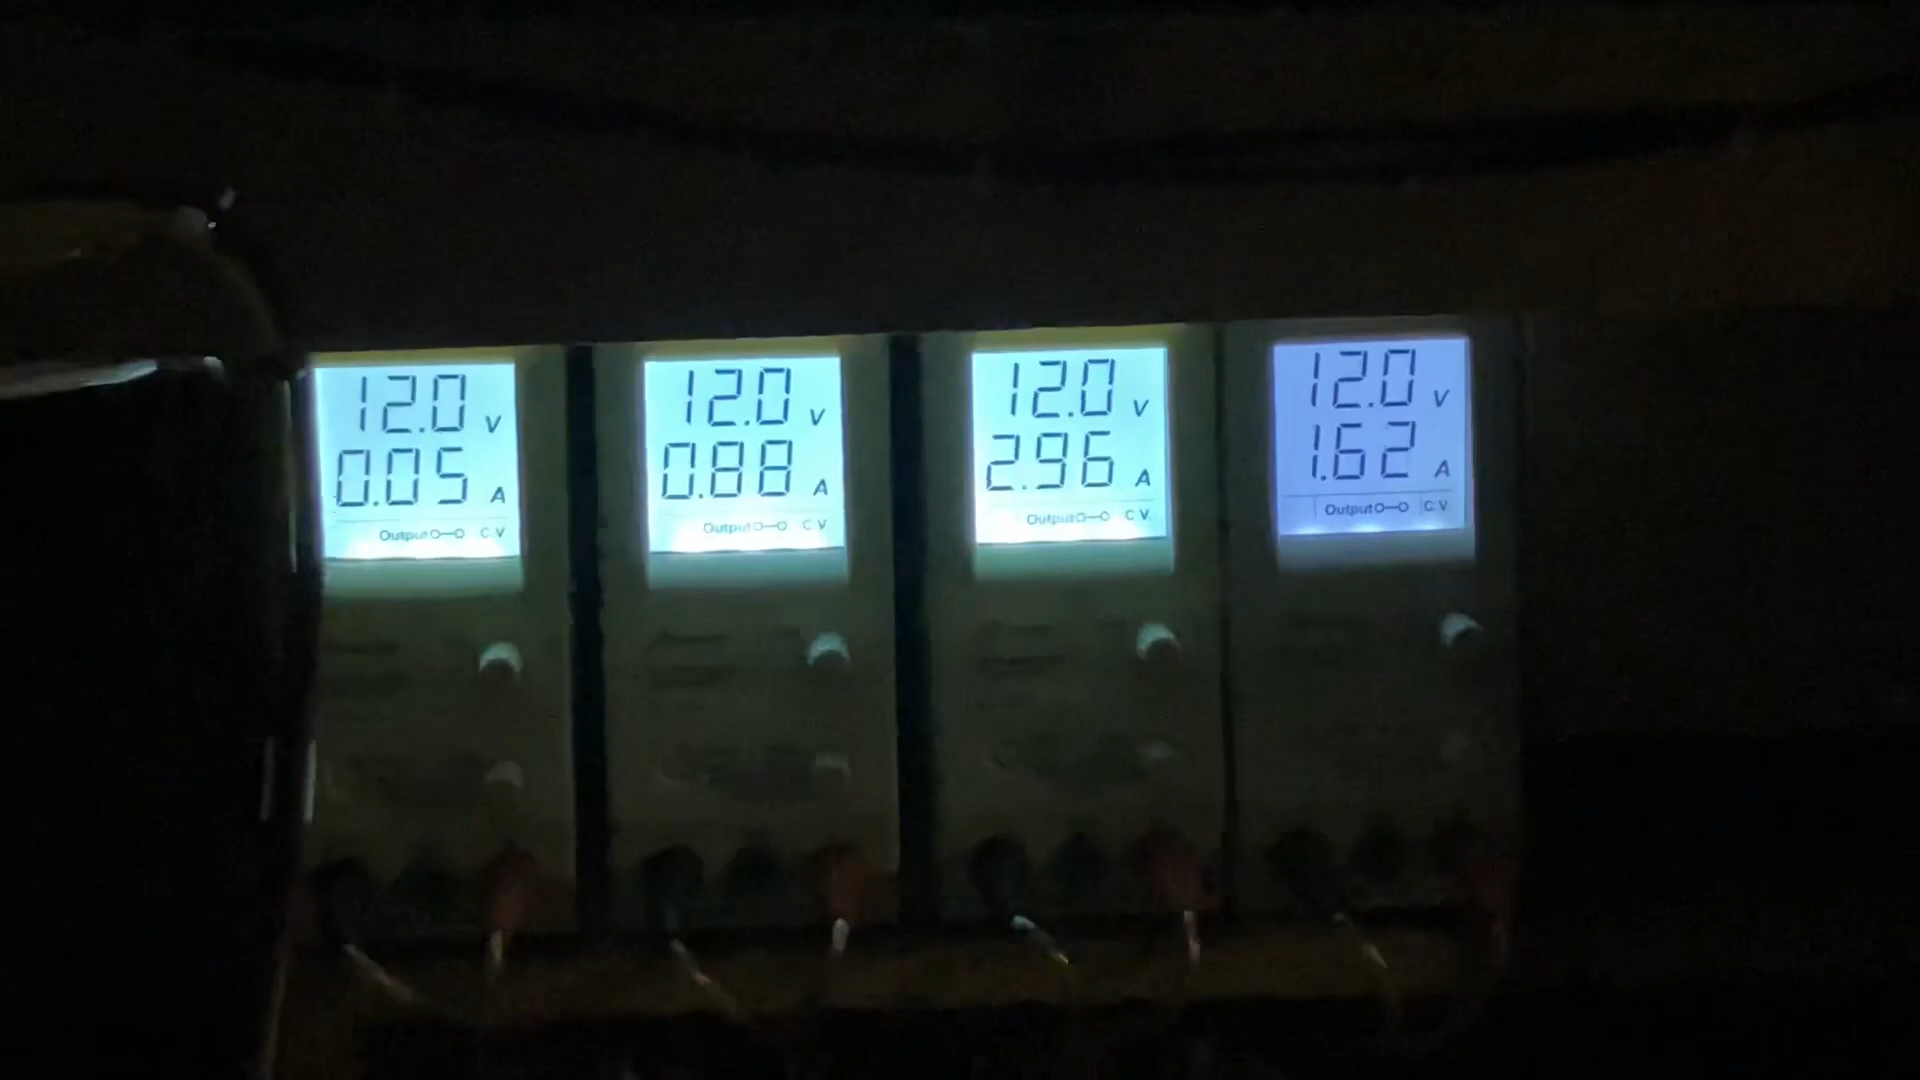 12.0 V
0.05 A
Output C.V
12.0 V
0.88 A
Output C V
12.0 V
2.96 A
Output C V.
12.0 V
1.62 A
Output C.V